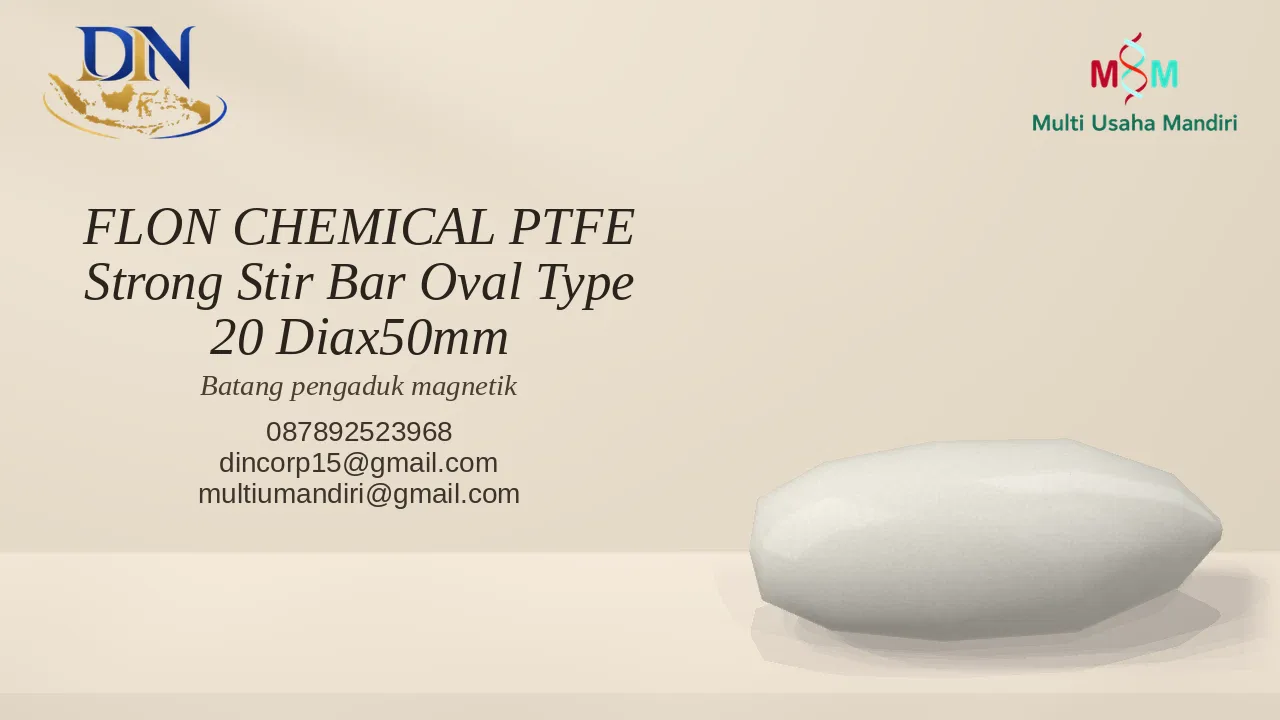 DIN
MSM
Multi Usaha Mandiri
FLON CHEMICAL PTFE
Strong Stir Bar Oval Type
20 Diax50mm
Batang pengaduk magnetik
087892523968
dincorp15@gmail.com
multiumandiri@gmail.com